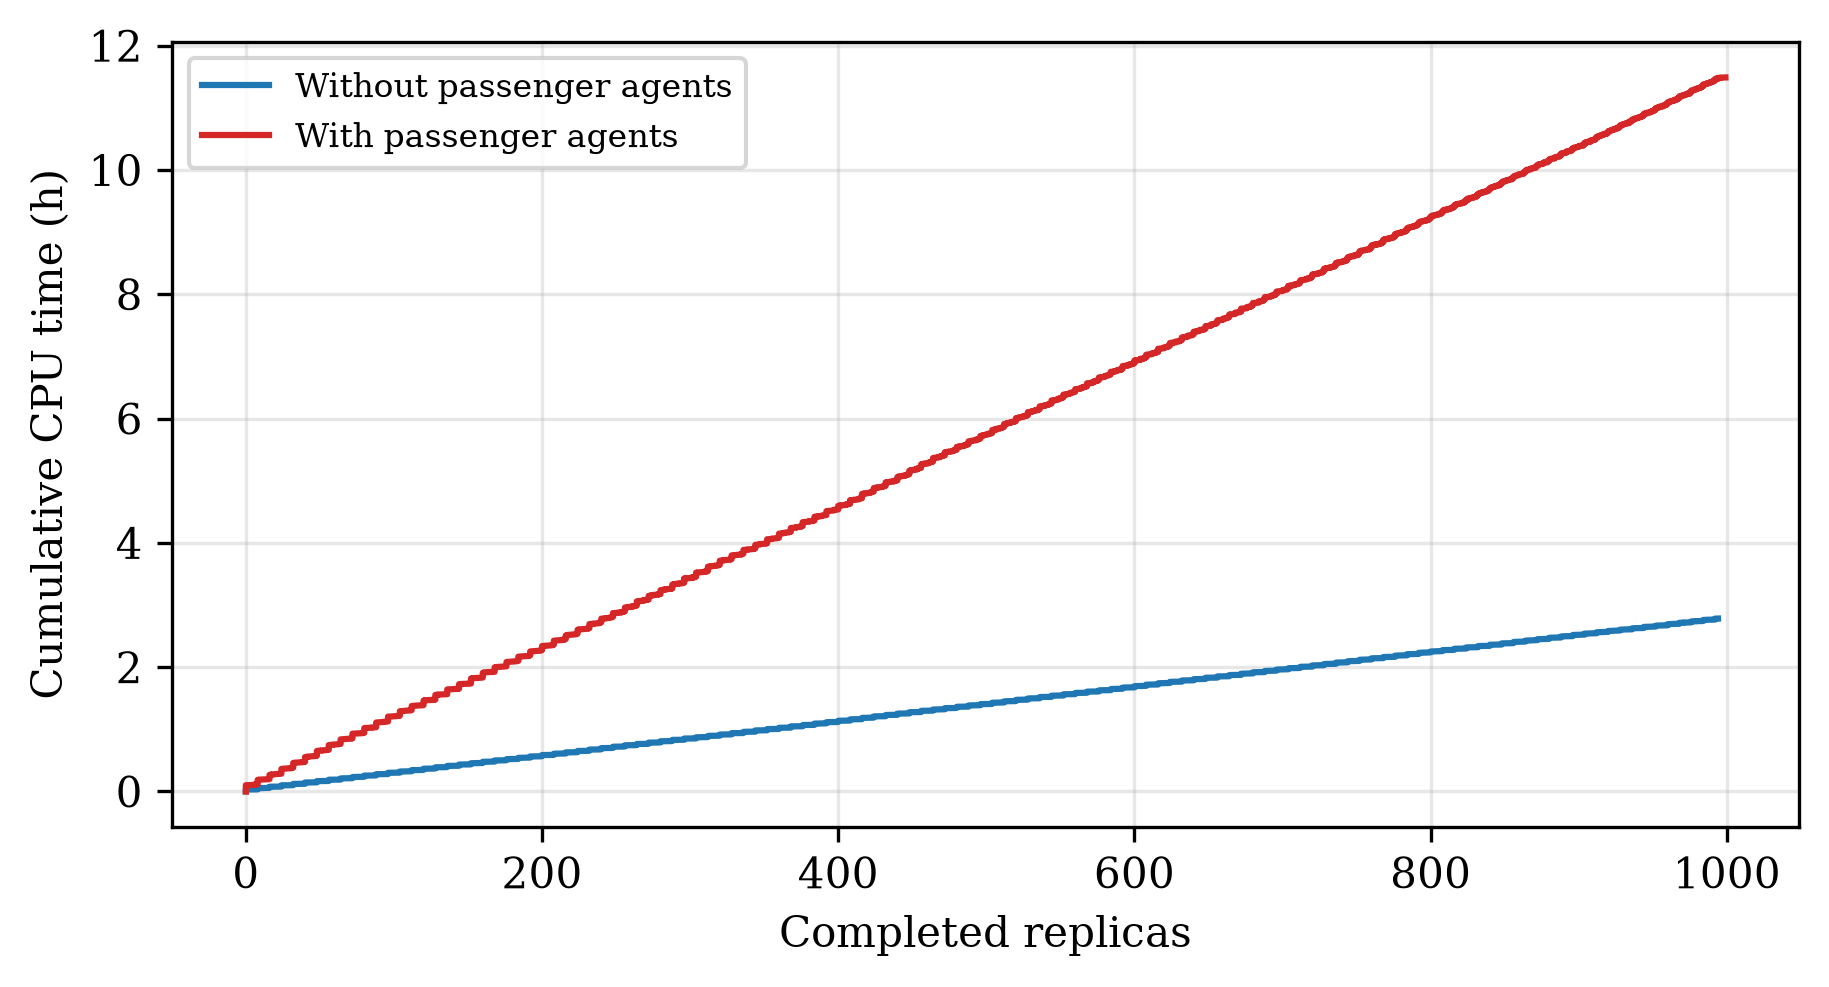 12
10
8
6
4
2
0
Cumulative CPU time (h)
Without passenger agents
With passenger agents
0 200 400 600 800 1000
Completed replicas